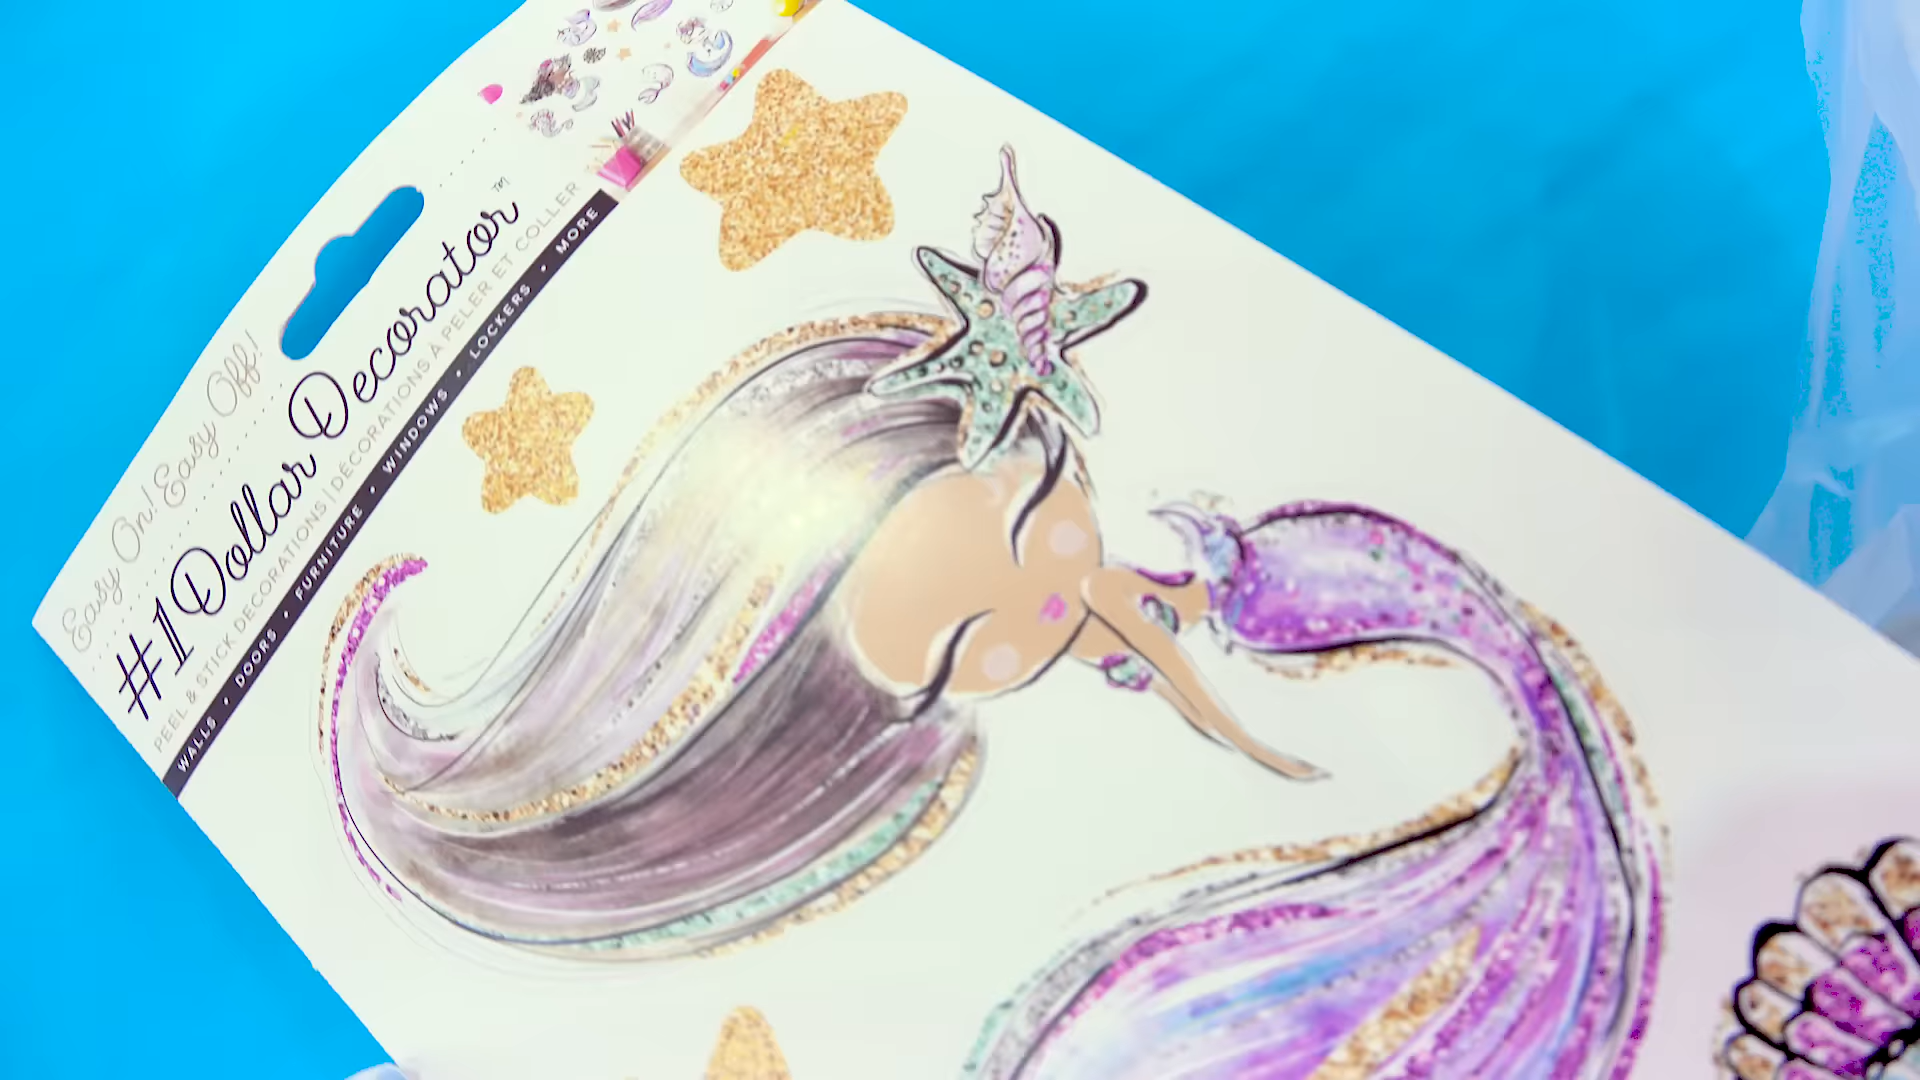 Easy On! Easy Off!
#1 Dollar Decorator™
PEEL & STICK DECORATIONS | DÉCORATIONS À PELER ET COLLER
WALLS • DOORS • FURNITURE • WINDOWS • LOCKERS • MORE